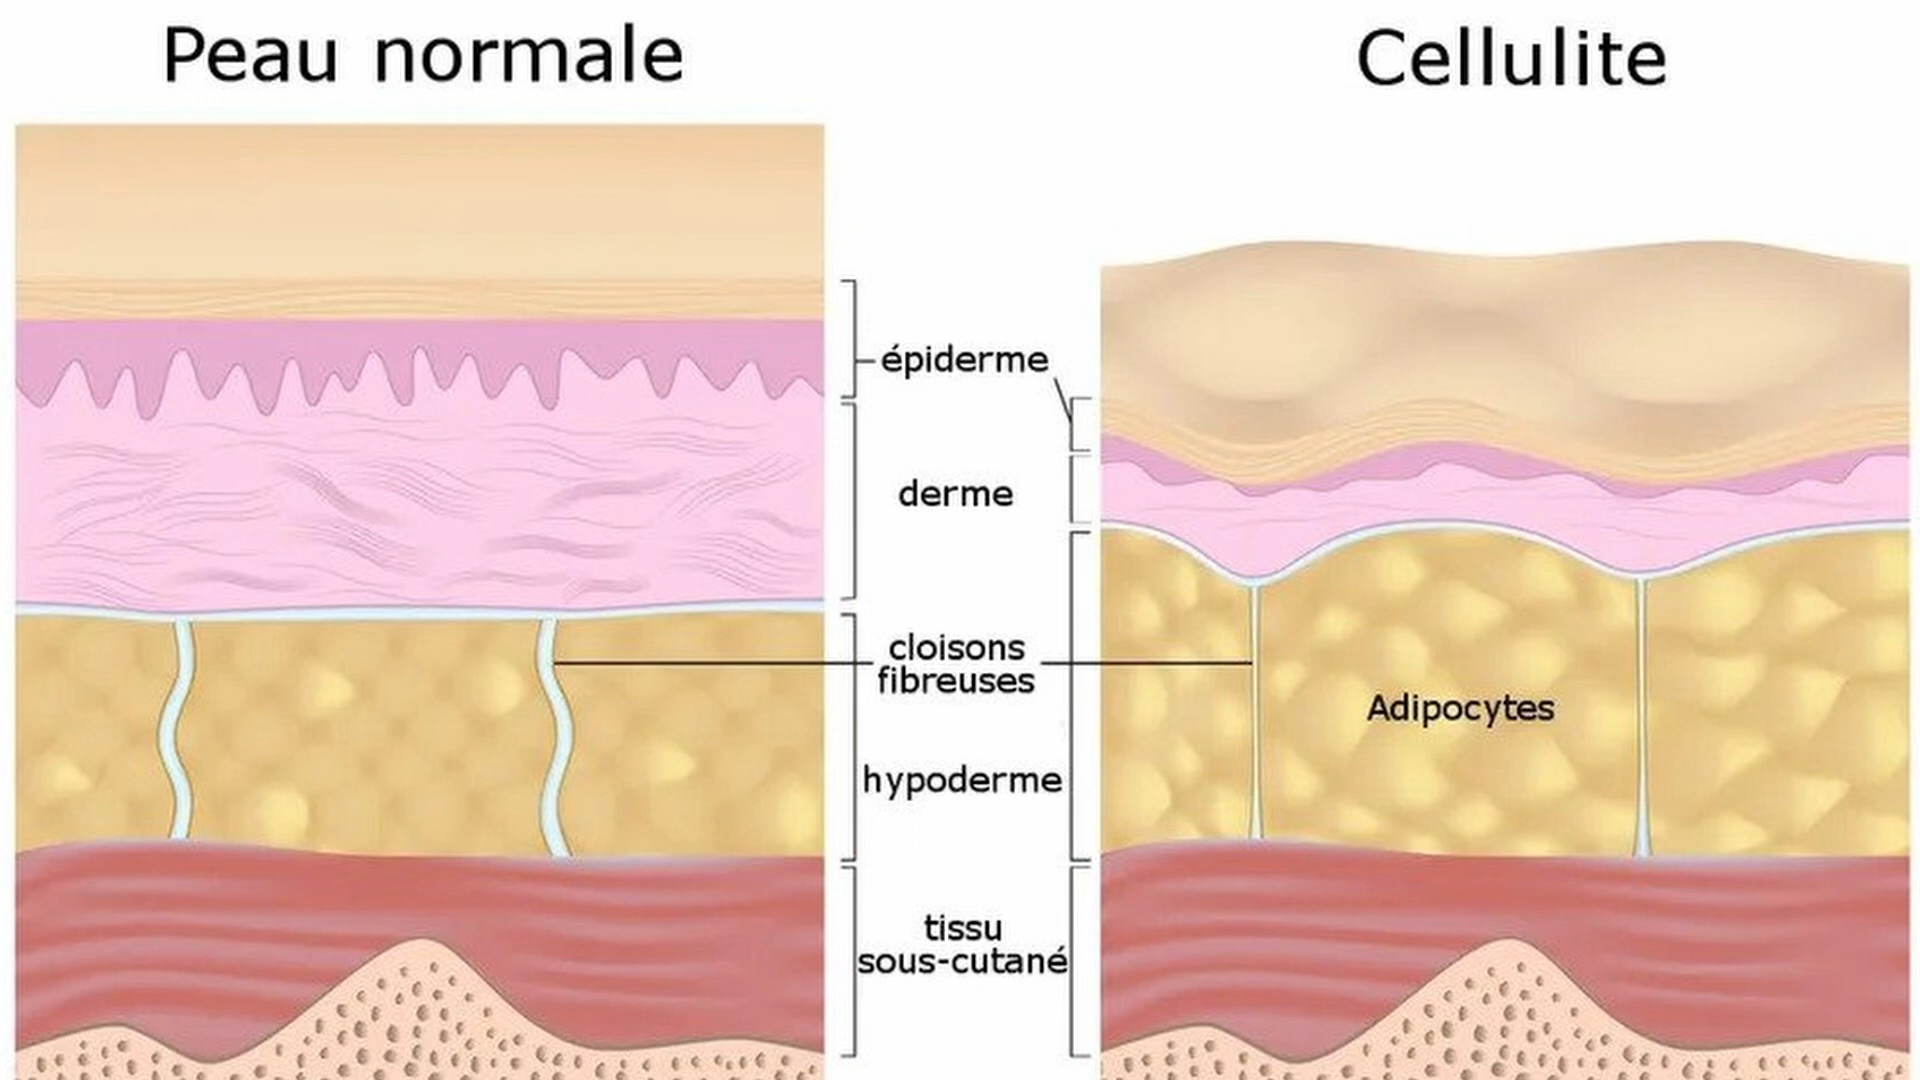 Peau normale
Cellulite
épiderme
derme
cloisons
fibreuses
Adipocytes
hypoderme
tissu
sous-cutané